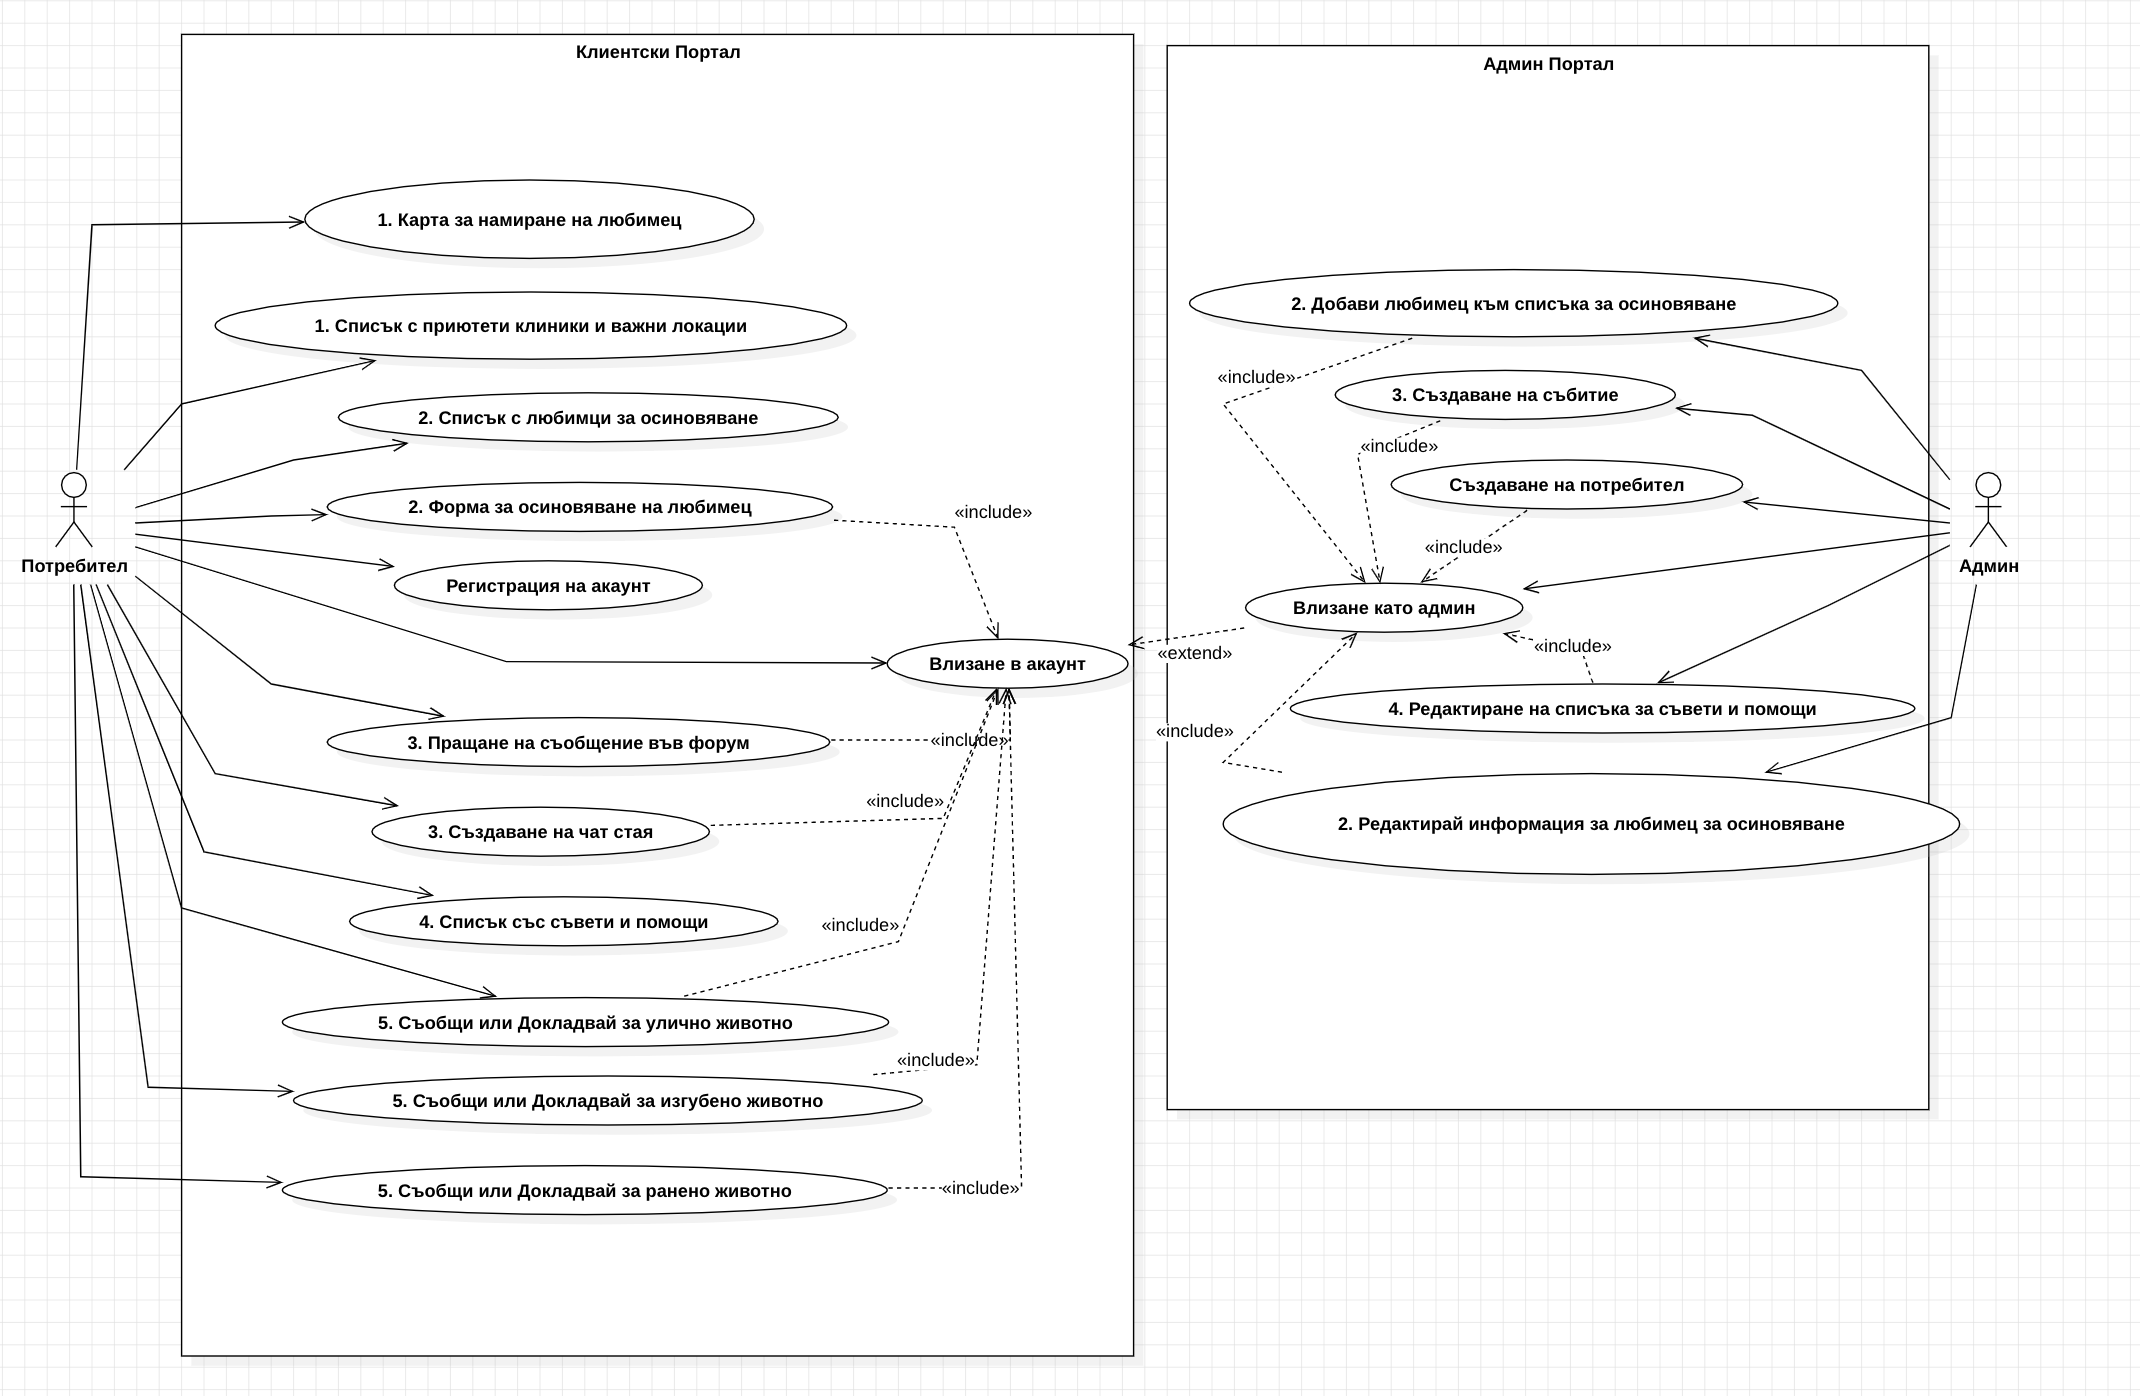 Клиентски Портал
1. Карта за намиране на любимец
1. Списък с приютети клиники и важни локации
2. Списък с любимци за осиновяване
2. Форма за осиновяване на любимец
«include»
Регистрация на акаунт
Потребител
Влизане в акаунт
3. Пращане на съобщение във форум
«include»
«include»
3. Създаване на чат стая
4. Списък със съвети и помощи
«include»
5. Съобщи или Докладвай за улично животно
«include»
5. Съобщи или Докладвай за изгубено животно
5. Съобщи или Докладвай за ранено животно
«include»
Админ Портал
2. Добави любимец към списъка за осиновяване
«include»
3. Създаване на събитие
«include»
Създаване на потребител
«include»
Админ
Влизане като админ
«extend»
«include»
4. Редактиране на списъка за съвети и помощи
«include»
2. Редактирай информация за любимец за осиновяване